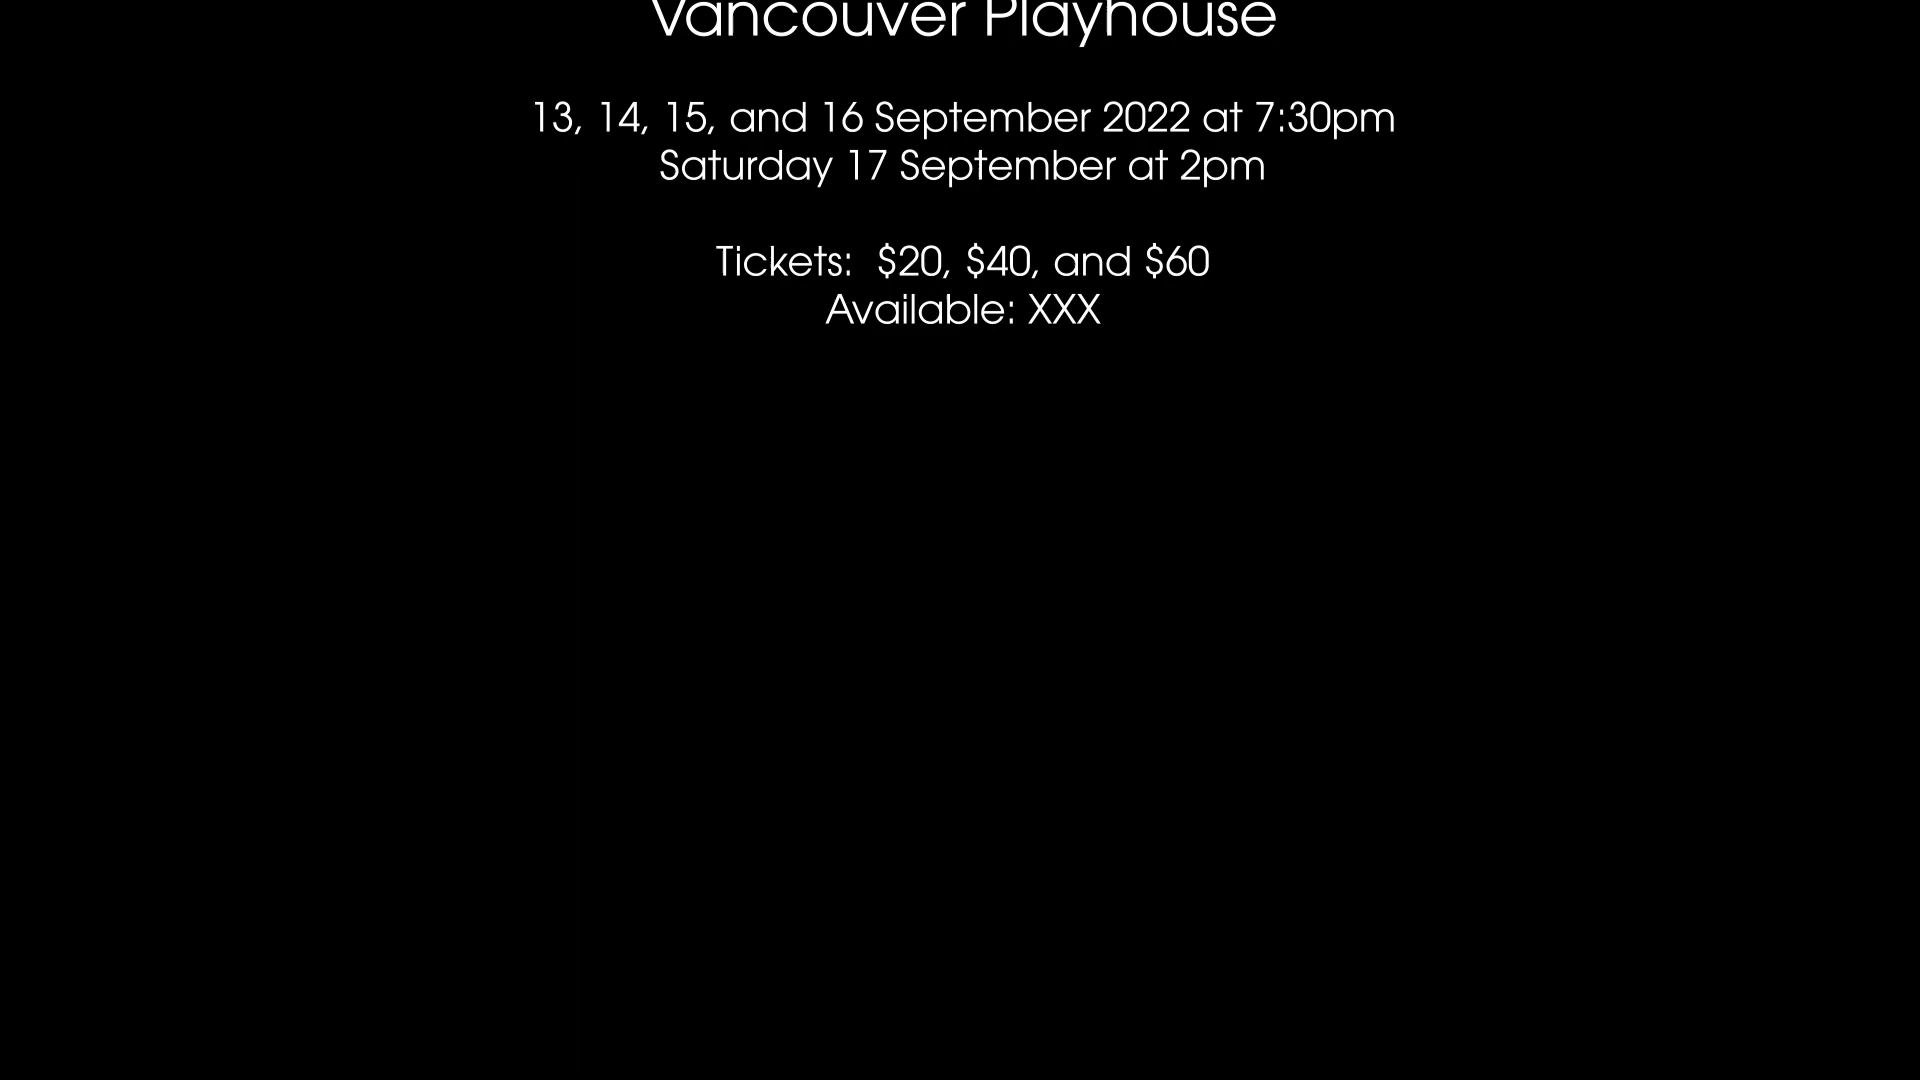 Vancouver Playhouse
13, 14, 15, and 16 September 2022 at 7:30pm
Saturday 17 September at 2pm
Tickets:  $20, $40, and $60
Available: XXX